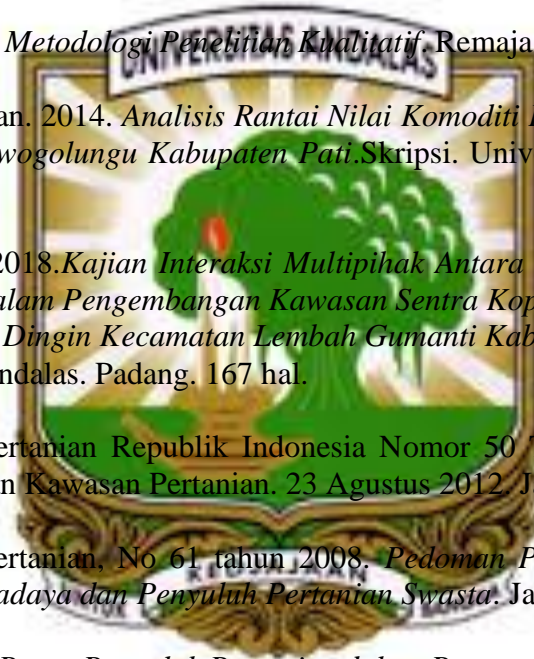 Metodologi Penelitian Kualitatif. Remaja
UNIVERSITAS ANDALAS
an. 2014. Analisis Rantai Nilai Komoditi
wogolungu Kabupaten Pati.Skripsi. Univ
2018.Kajian Interaksi Multipihak Antara
alam Pengembangan Kawasan Sentra Kop
Dingin Kecamatan Lembah Gumanti Kab
ndalas. Padang. 167 hal.
ertanian Republik Indonesia Nomor 50 T
n Kawasan Pertanian. 23 Agustus 2012. Ja
ertanian, No 61 tahun 2008. Pedoman P
adaya dan Penyuluh Pertanian Swasta. Ja